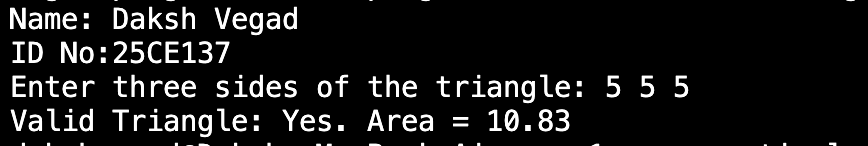 Name: Daksh Vegad
ID No:25CE137
Enter three sides of the triangle: 5 5 5
Valid Triangle: Yes. Area = 10.83